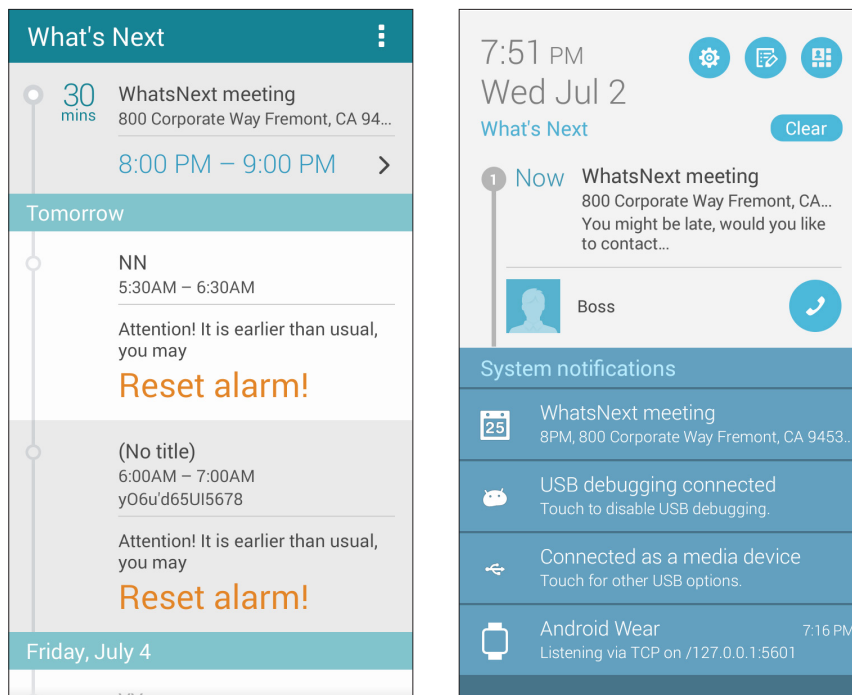 What's Next
30
mins
WhatsNext meeting
800 Corporate Way Fremont, CA 94...
8:00 PM – 9:00 PM
Tomorrow
NN
5:30AM – 6:30AM
Attention! It is earlier than usual,
you may
Reset alarm!
(No title)
6:00AM – 7:00AM
yO6u'd65UI5678
Attention! It is earlier than usual,
you may
Reset alarm!
Friday, July 4
7:51 PM
Wed Jul 2
What's Next
Clear
1
Now
WhatsNext meeting
800 Corporate Way Fremont, CA...
You might be late, would you like
to contact...
Boss
System notifications
25
WhatsNext meeting
8PM, 800 Corporate Way Fremont, CA 9453..
USB debugging connected
Touch to disable USB debugging.
Connected as a media device
Touch for other USB options.
Android Wear
7:16 PM
Listening via TCP on /127.0.0.1:5601